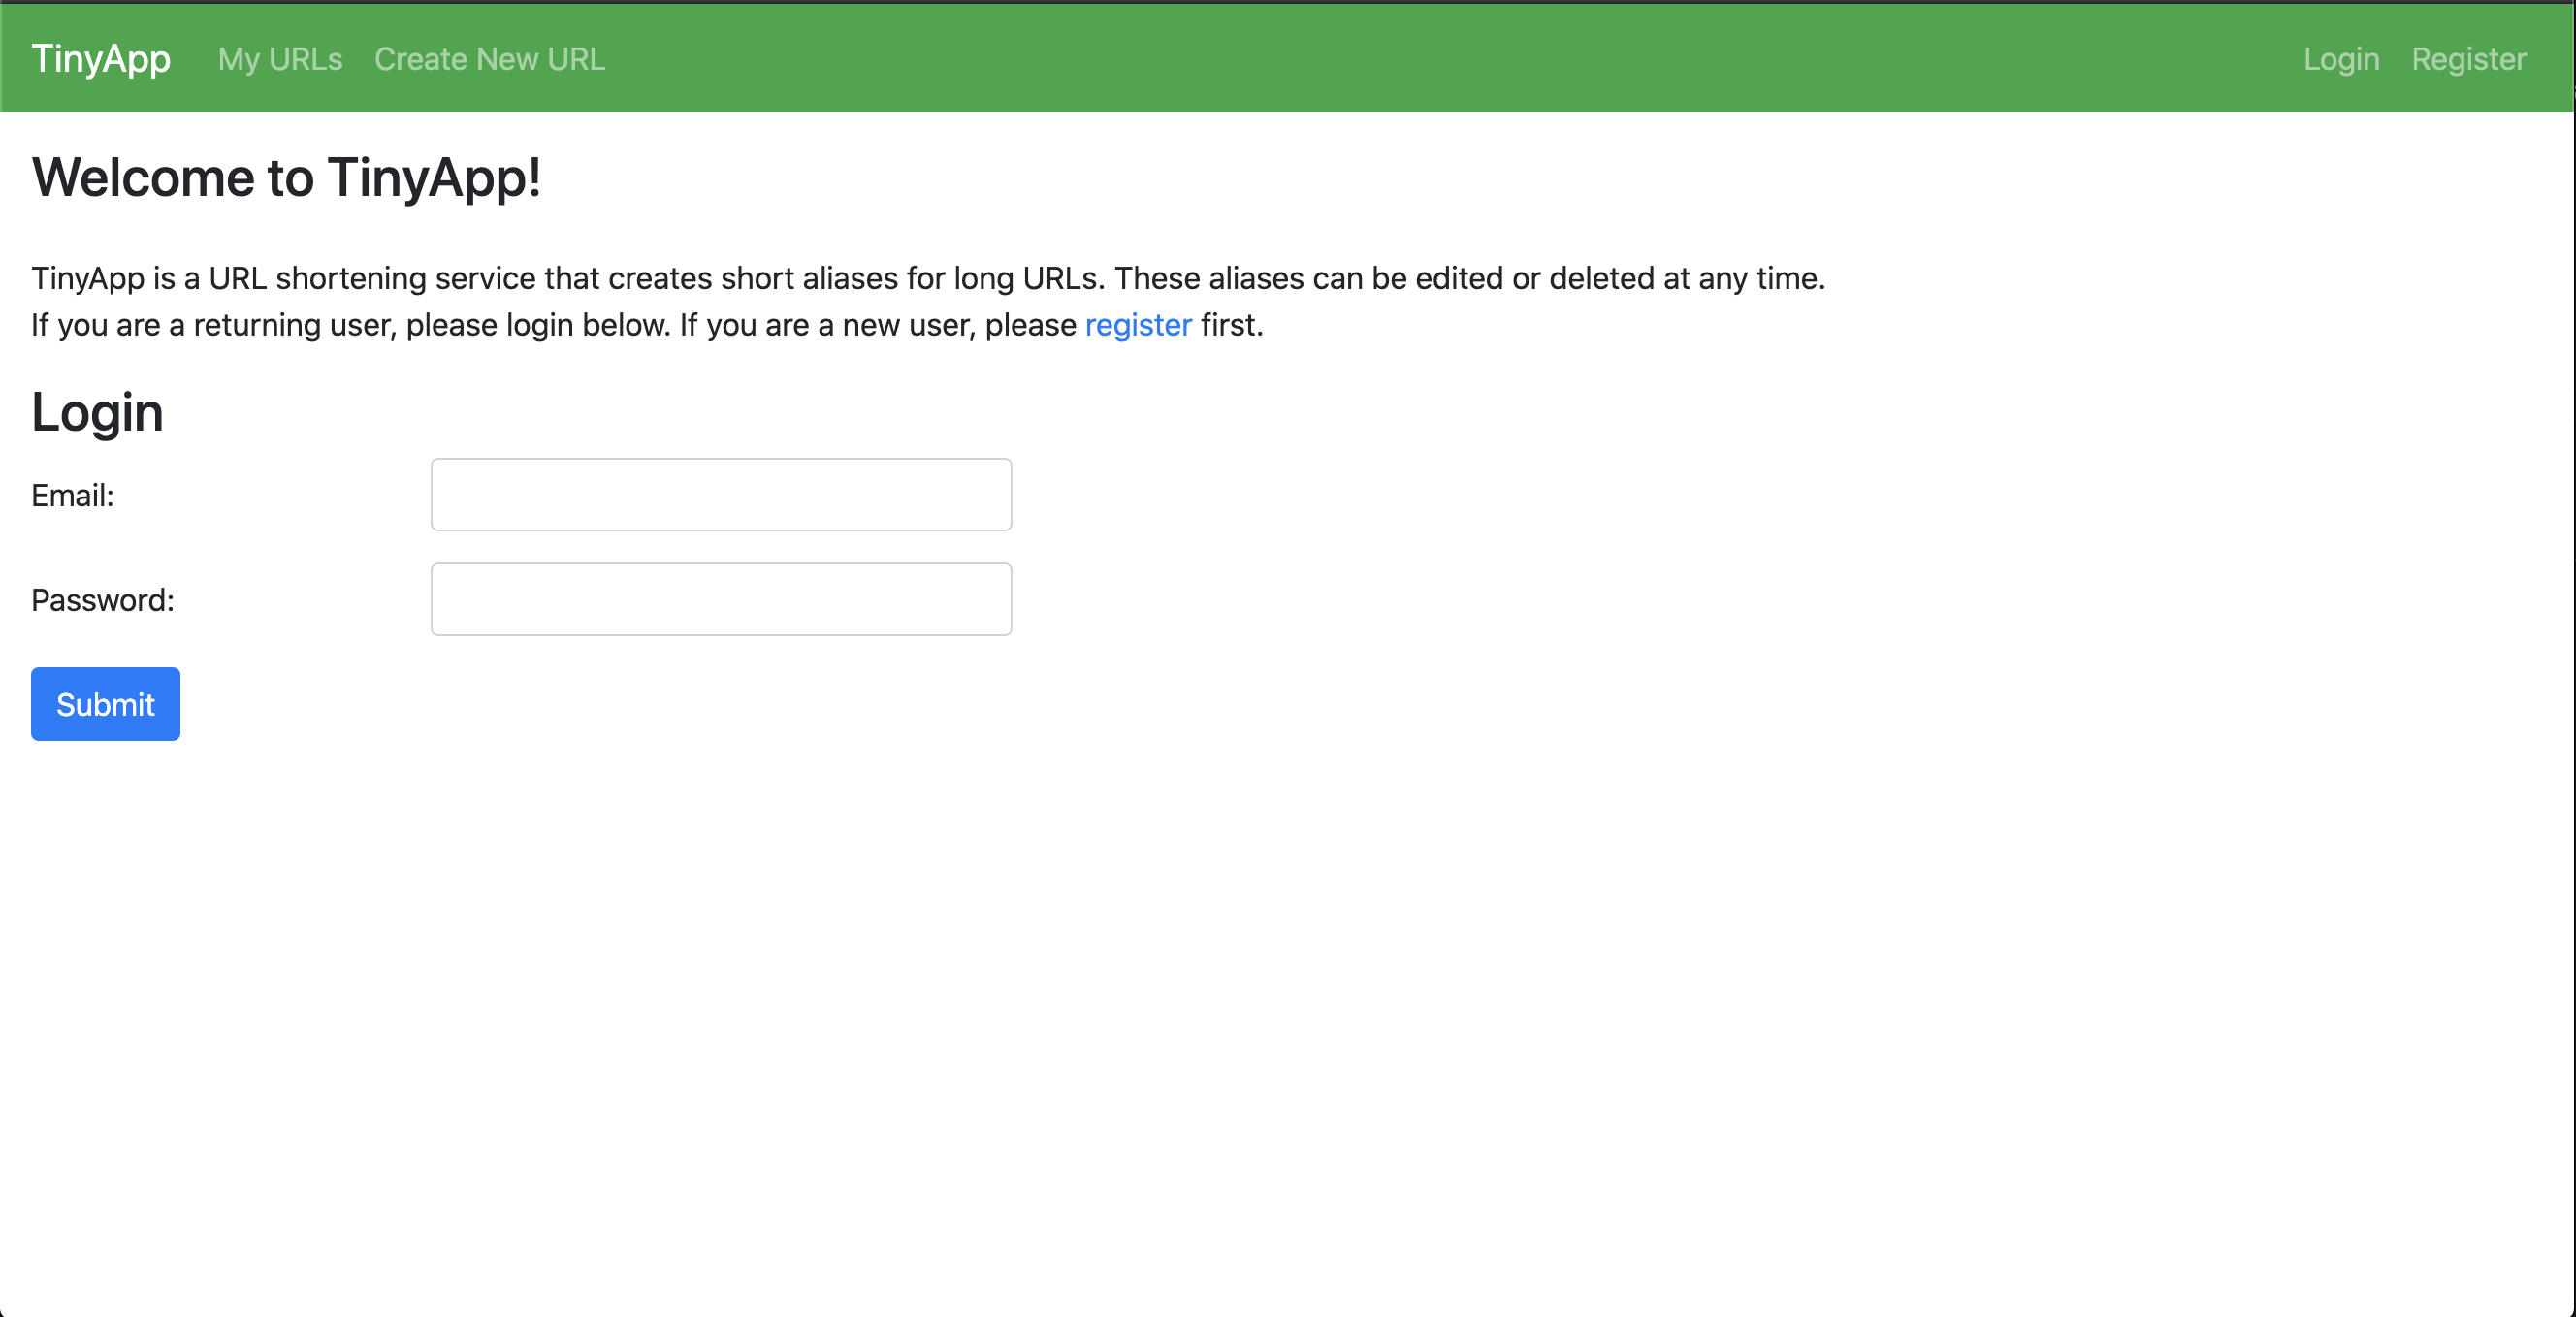 TinyApp My URLs Create New URL Login Register
Welcome to TinyApp!
TinyApp is a URL shortening service that creates short aliases for long URLs. These aliases can be edited or deleted at any time.
If you are a returning user, please login below. If you are a new user, please register first.
Login
Email:
Password:
Submit